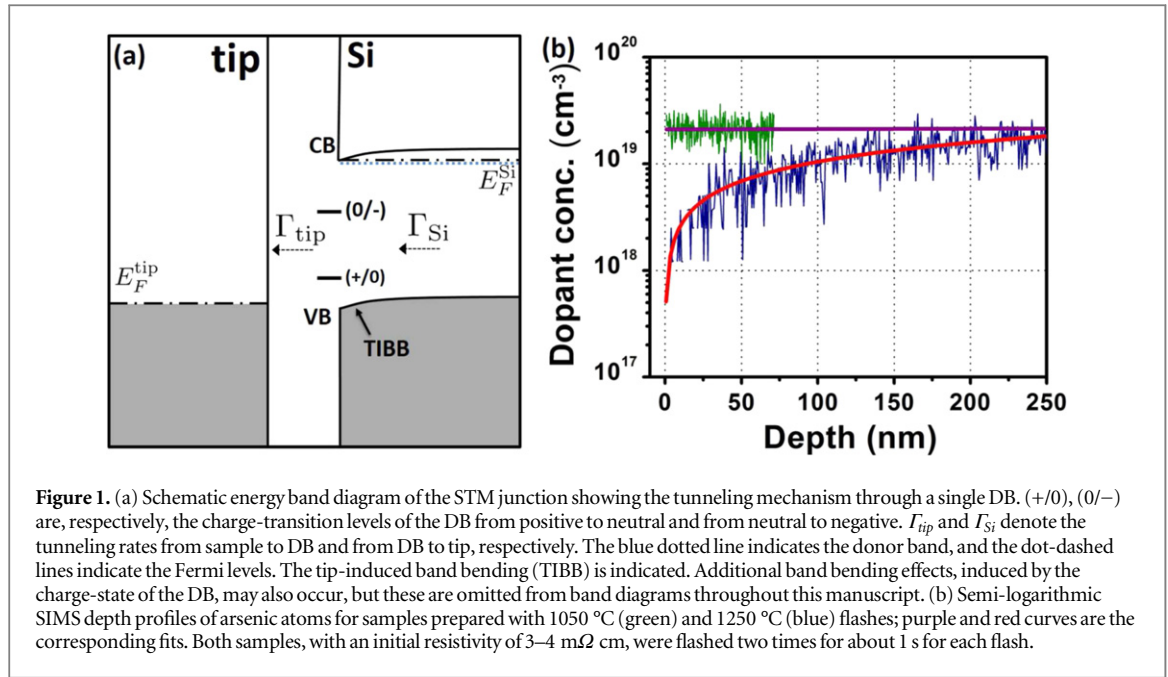 (a)
tip
Si
CB
E_F^Si
(0/-)
Γ_tip
Γ_Si
(+/0)
E_F^tip
VB
TIBB
(b)
Dopant conc. (cm⁻³)
10²⁰
10¹⁹
10¹⁸
10¹⁷
0 50 100 150 200 250
Depth (nm)
Figure 1. (a) Schematic energy band diagram of the STM junction showing the tunneling mechanism through a single DB. (+/0), (0/−)
are, respectively, the charge-transition levels of the DB from positive to neutral and from neutral to negative. Γ_tip and Γ_Si denote the
tunneling rates from sample to DB and from DB to tip, respectively. The blue dotted line indicates the donor band, and the dot-dashed
lines indicate the Fermi levels. The tip-induced band bending (TIBB) is indicated. Additional band bending effects, induced by the
charge-state of the DB, may also occur, but these are omitted from band diagrams throughout this manuscript. (b) Semi-logarithmic
SIMS depth profiles of arsenic atoms for samples prepared with 1050 °C (green) and 1250 °C (blue) flashes; purple and red curves are the
corresponding fits. Both samples, with an initial resistivity of 3–4 mΩ cm, were flashed two times for about 1 s for each flash.